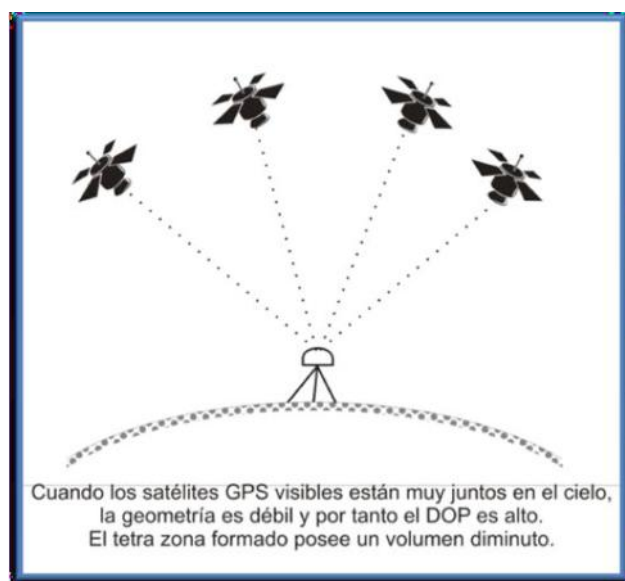 Cuando los satélites GPS visibles están muy juntos en el cielo,
la geometría es débil y por tanto el DOP es alto.
El tetra zona formado posee un volumen diminuto.